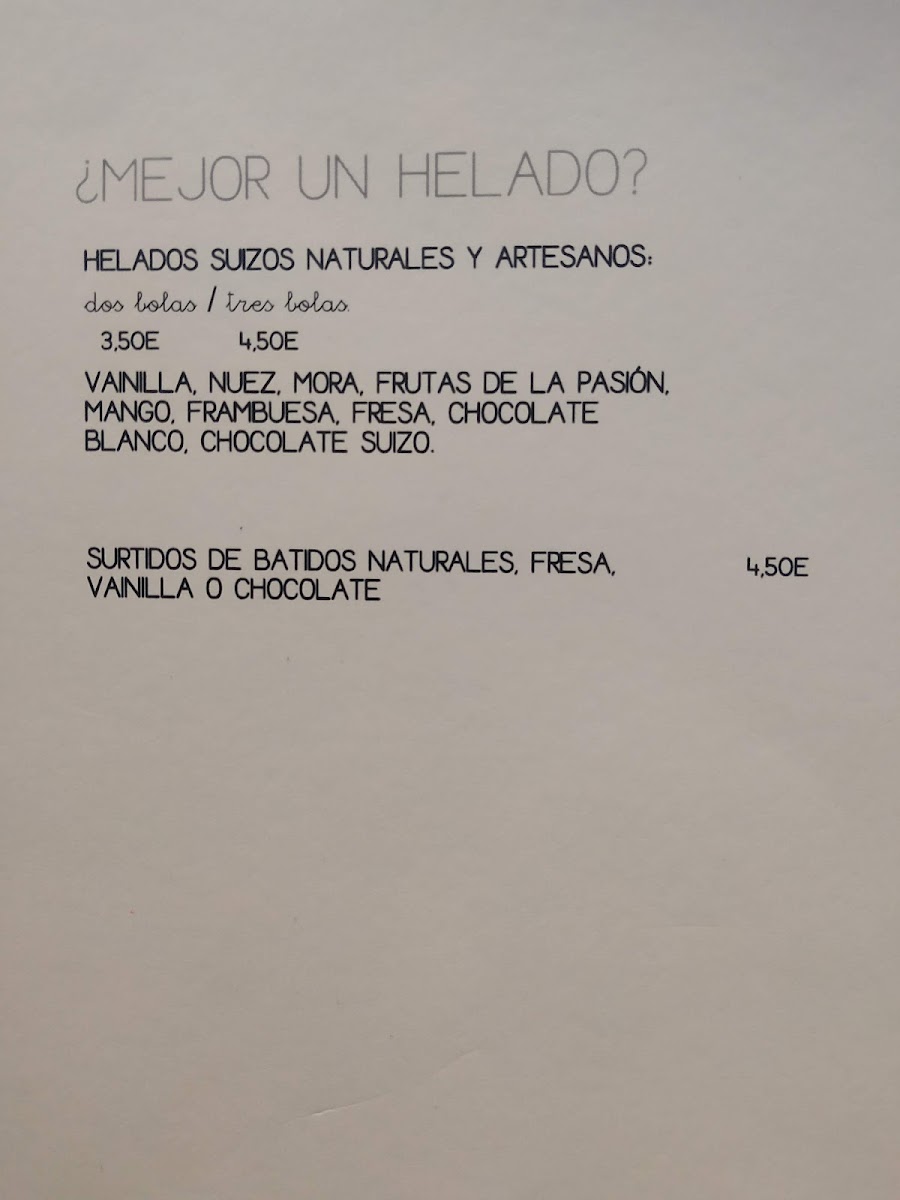 ¿MEJOR UN HELADO?
HELADOS SUIZOS NATURALES Y ARTESANOS:
dos bolas / tres bolas.
3,50E 4,50E
VAINILLA, NUEZ, MORA, FRUTAS DE LA PASIÓN,
MANGO, FRAMBUESA, FRESA, CHOCOLATE
BLANCO, CHOCOLATE SUIZO.
SURTIDOS DE BATIDOS NATURALES, FRESA, 4,50E
VAINILLA O CHOCOLATE